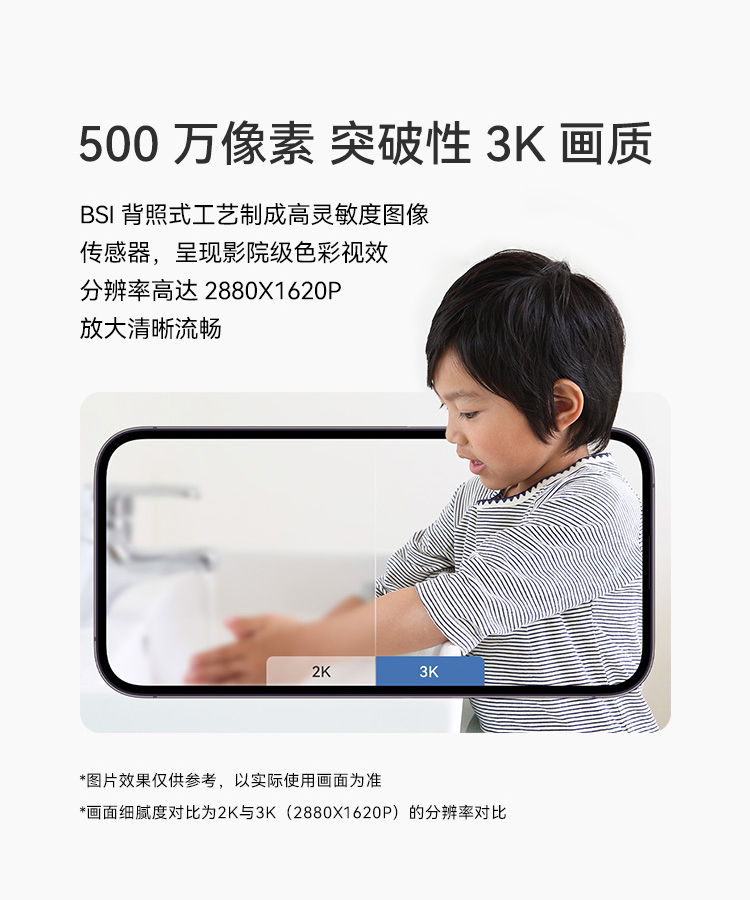 500 万像素 突破性 3K 画质
BSI 背照式工艺制成高灵敏度图像
传感器，呈现影院级色彩视效
分辨率高达 2880X1620P
放大清晰流畅
2K
3K
*图片效果仅供参考，以实际使用画面为准
*画面细腻度对比为2K与3K（2880X1620P）的分辨率对比